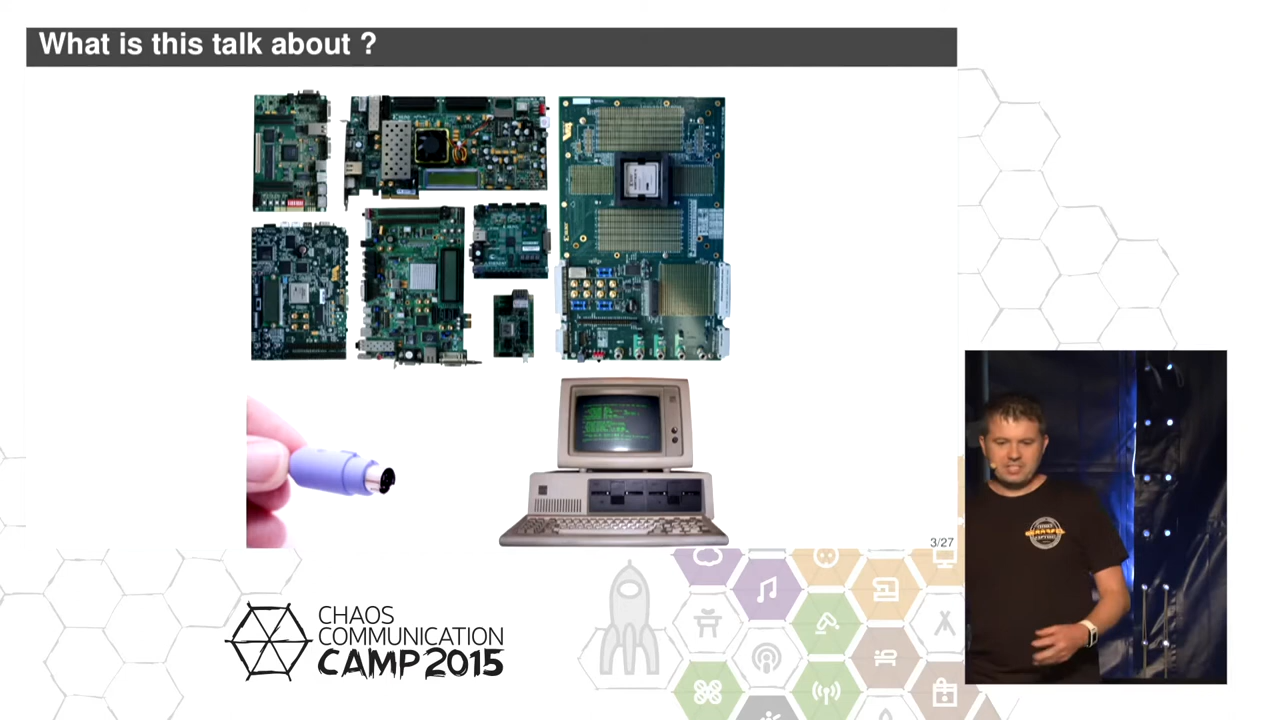 What is this talk about ?
3/27
CHAOS
COMMUNICATION
CAMP 2015